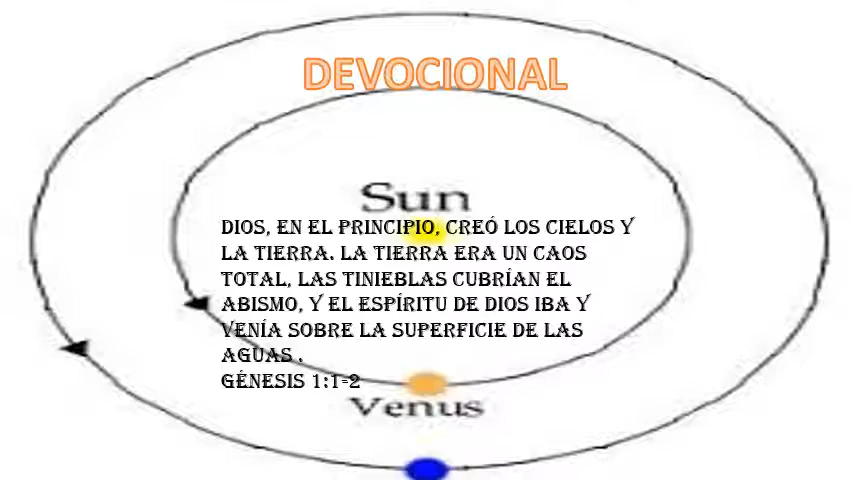 DEVOCIONAL
Sun
DIOS, EN EL PRINCIPIO, CREÓ LOS CIELOS Y
LA TIERRA. LA TIERRA ERA UN CAOS
TOTAL, LAS TINIEBLAS CUBRÍAN EL
ABISMO, Y EL ESPÍRITU DE DIOS IBA Y
VENÍA SOBRE LA SUPERFICIE DE LAS
AGUAS .
GÉNESIS 1:1-2
Venus